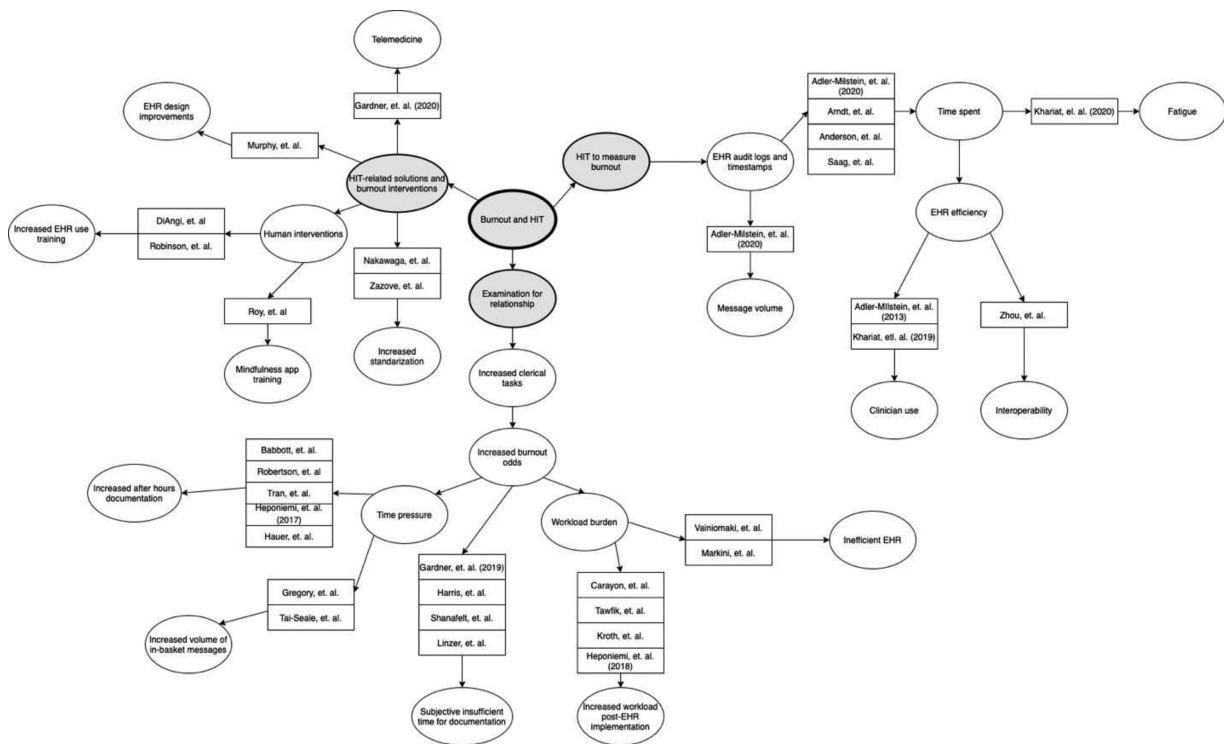 Telemedicine
Gardner, et. al. (2020)
EHR design
improvements
Murphy, et. al.
HIT-related solutions and
burnout interventions
HIT to measure
burnout
Burnout and HIT
Examination for
relationship
EHR audit logs and
timestamps
Adler-Milstein, et. al.
(2020)
Arndt, et. al.
Anderson, et. al.
Saag, et. al.
Time spent
Khariat, el. al. (2020)
Fatigue
Increased EHR use
training
DiAngi, et. al
Robinson, et. al.
Human interventions
Nakawaga, et. al.
Zazove, et. al.
Roy, et. al
Mindfulness app
training
Increased
standarization
Adler-Milstein, et. al.
(2020)
Message volume
EHR efficiency
Adler-MIlstein, et. al.
(2013)
Khariat, etl. al. (2019)
Zhou, et. al.
Clinician use
Interoperability
Increased clerical
tasks
Increased burnout
odds
Babbott, et. al.
Robertson, et. al
Tran, et. al.
Heponiemi, et. al.
(2017)
Hauer, et. al.
Increased after hours
documentation
Time pressure
Workload burden
Vainiomaki, et. al.
Markini, et. al.
Inefficient EHR
Gregory, et. al.
Tai-Seale, et. al.
Increased volume of
in-basket messages
Gardner, et. al. (2019)
Harris, et. al.
Shanafelt, et. al.
Linzer, et. al.
Subjective insufficient
time for documentation
Carayon, et. al.
Tawfik, et. al.
Kroth, et. al.
Heponiemi, et. al.
(2018)
Increased workload
post-EHR
implementation